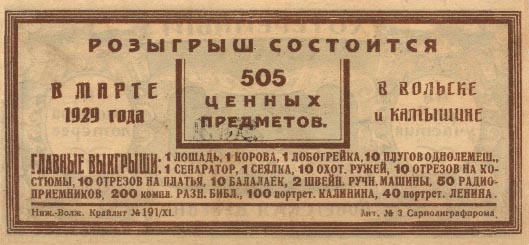 РОЗЫГРЫШ СОСТОИТСЯ
В МАРТЕ
1929 года
505
ЦЕННЫХ
ПРЕДМЕТОВ.
В ВОЛЬСКЕ
и КАМЫШИНЕ
ГЛАВНЫЕ ВЫИГРЫШИ: 1 ЛОШАДЬ, 1 КОРОВА, 1 ЛОБОГРЕЙКА, 10 ПЛУГОВ ОДНОЛЕМЕШ.,
1 СЕПАРАТОР, 1 СЕЯЛКА, 10 ОХОТ. РУЖЕЙ, 10 ОТРЕЗОВ НА КО-
СТЮМЫ, 10 ОТРЕЗОВ НА ПЛАТЬЯ, 10 БАЛАЛАЕК, 2 ШВЕЙН. РУЧН. МАШИНЫ, 50 РАДИО-
ПРИЕМНИКОВ, 200 компл. РАЗН. БИБЛ., 100 портрет. КАЛИНИНА, 40 портрет. ЛЕНИНА.
Ниж.-Волж. Крайлит №191/XI.
Лит. № 3 Сарполиграфпрома.